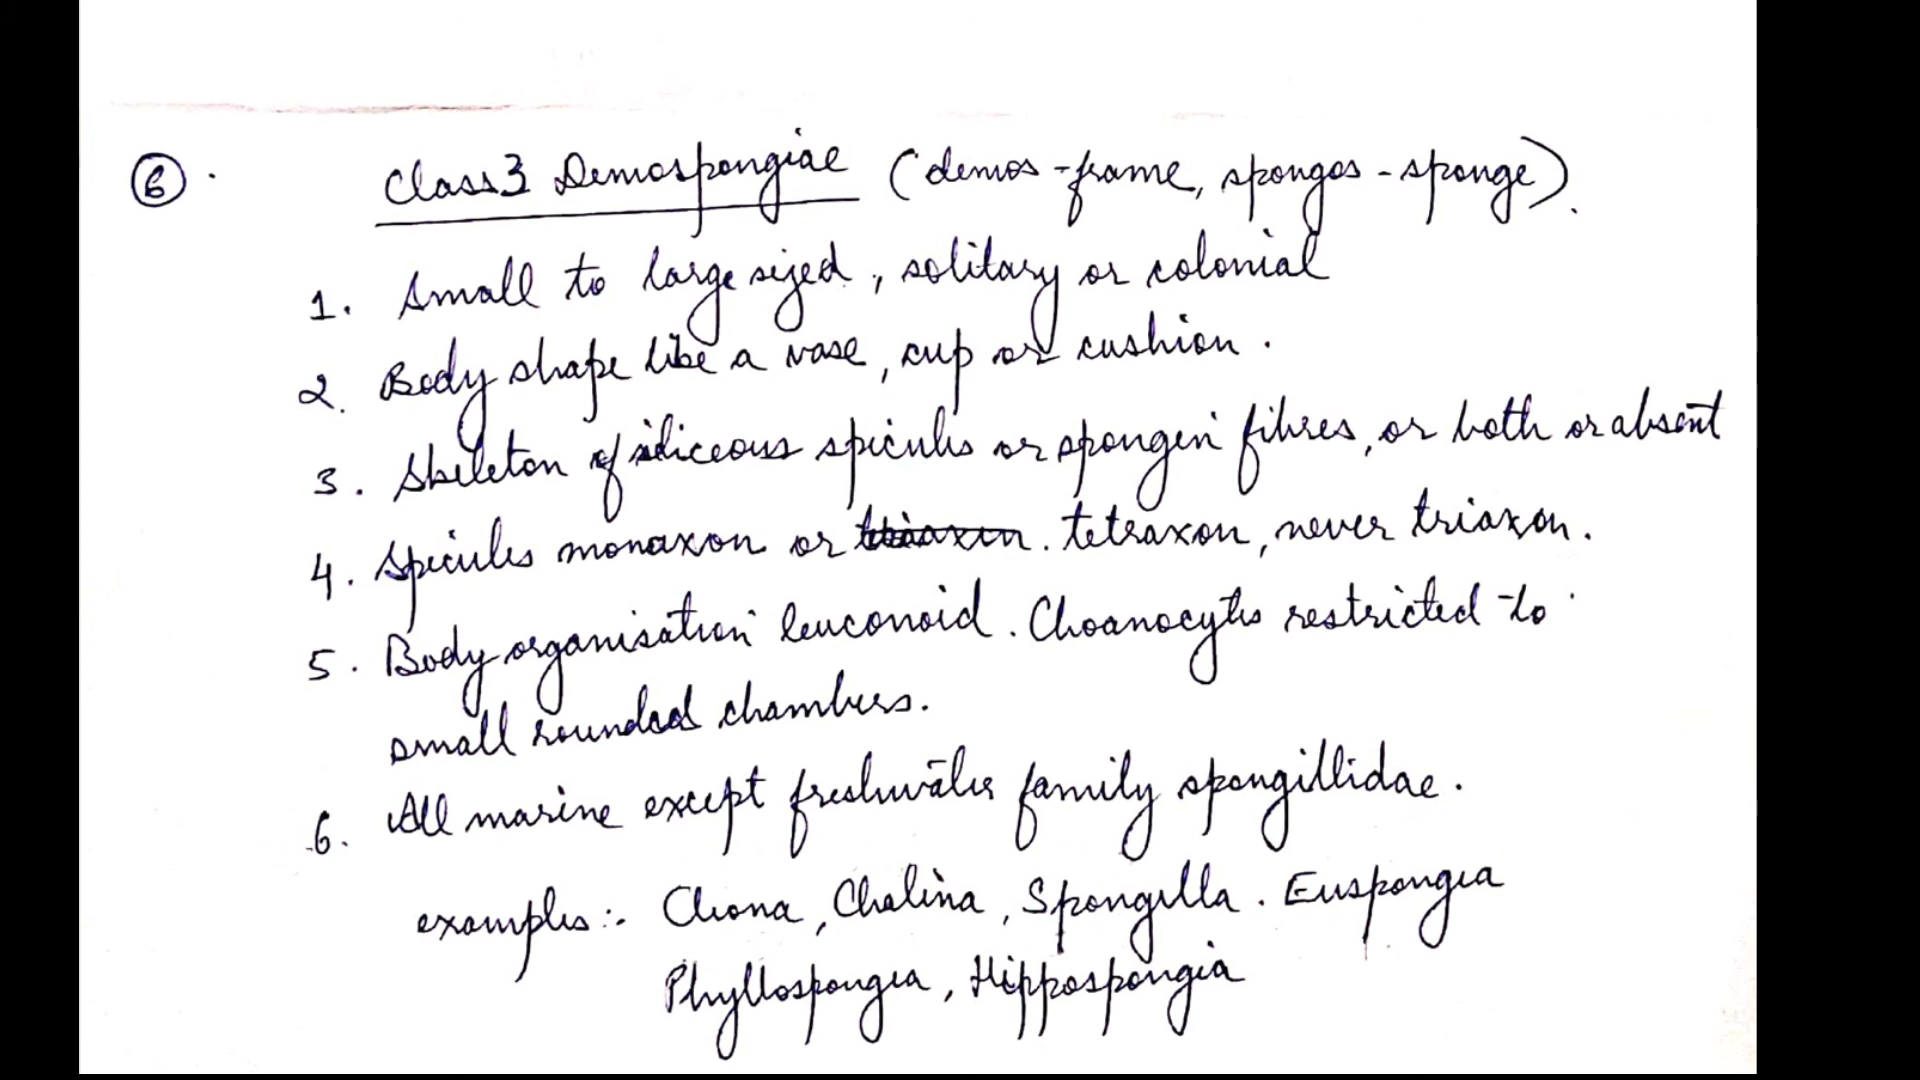 6 .
Class 3 Demospongiae (demos - frame, spongos - sponge).
1. Small to large sized, solitary or colonial
2. Body shape like a vase, cup or cushion.
3. Skeleton of siliceous spicules or spongin fibres, or both or absent
4. Spicules monaxon or triaxon. tetraxon, never triaxon.
5. Body organisation leuconoid. Choanocytes restricted to
small rounded chambers.
6. All marine except freshwater family spongillidae.
examples:- Cliona, Chalina, Spongilla. Euspongia
Phyllospongia, Hippospongia